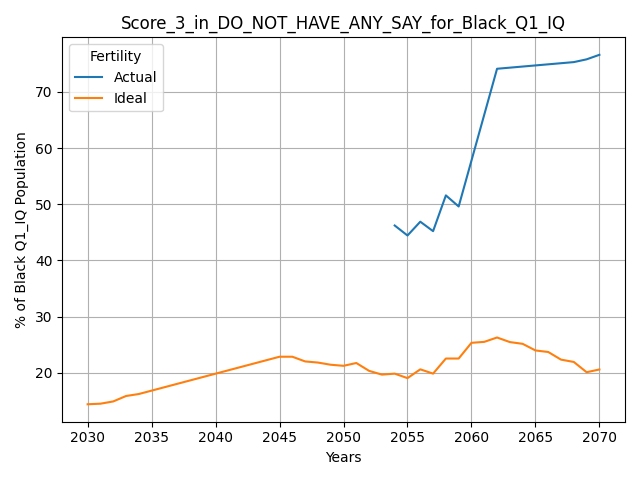 Score_3_in_DO_NOT_HAVE_ANY_SAY_for_Black_Q1_IQ
Fertility
Actual
Ideal
% of Black Q1_IQ Population
70
60
50
40
30
20
2030 2035 2040 2045 2050 2055 2060 2065 2070
Years